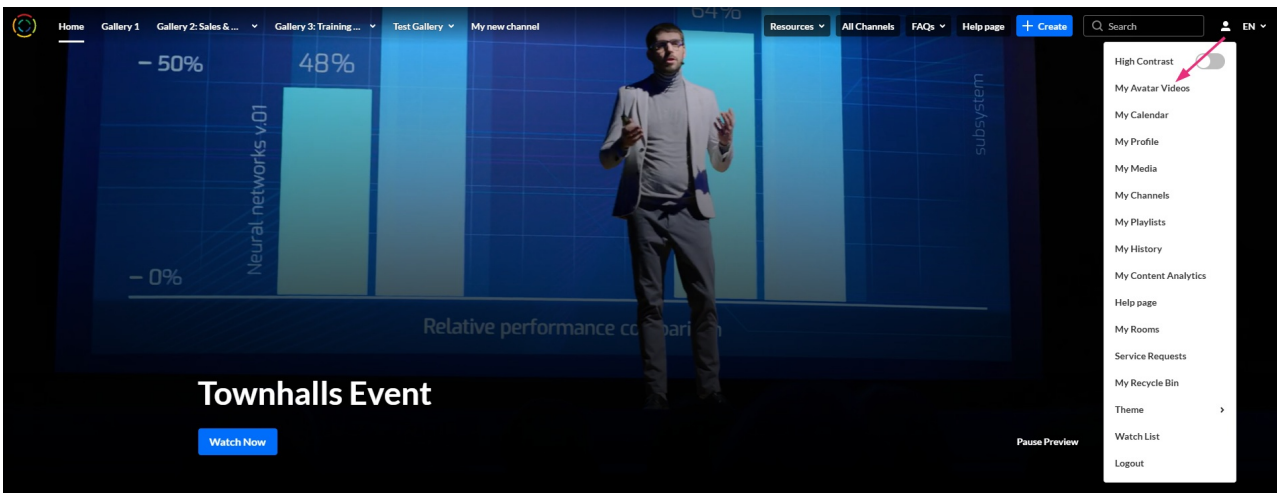 Home Gallery 1 Gallery 2: Sales & ... Gallery 3: Training ... Test Gallery My new channel Resources All Channels FAQs Help page + Create Search EN
64%
– 50%
48%
Neural networks v.01
subsystem
– 0%
Relative performance
Townhalls Event
Watch Now
Pause Preview
High Contrast
My Avatar Videos
My Calendar
My Profile
My Media
My Channels
My Playlists
My History
My Content Analytics
Help page
My Rooms
Service Requests
My Recycle Bin
Theme
Watch List
Logout